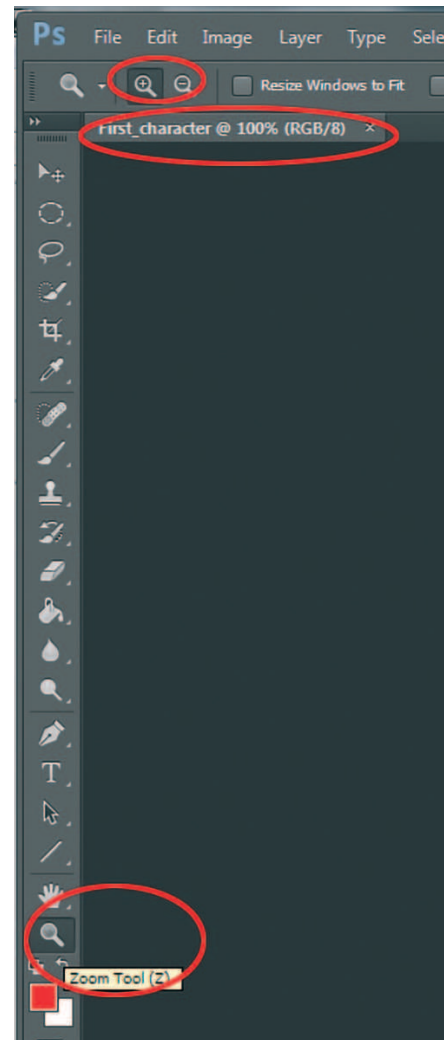 Ps File Edit Image Layer Type Sele
Resize Windows to Fit
First_character @ 100% (RGB/8) ×
T
Zoom Tool (Z)